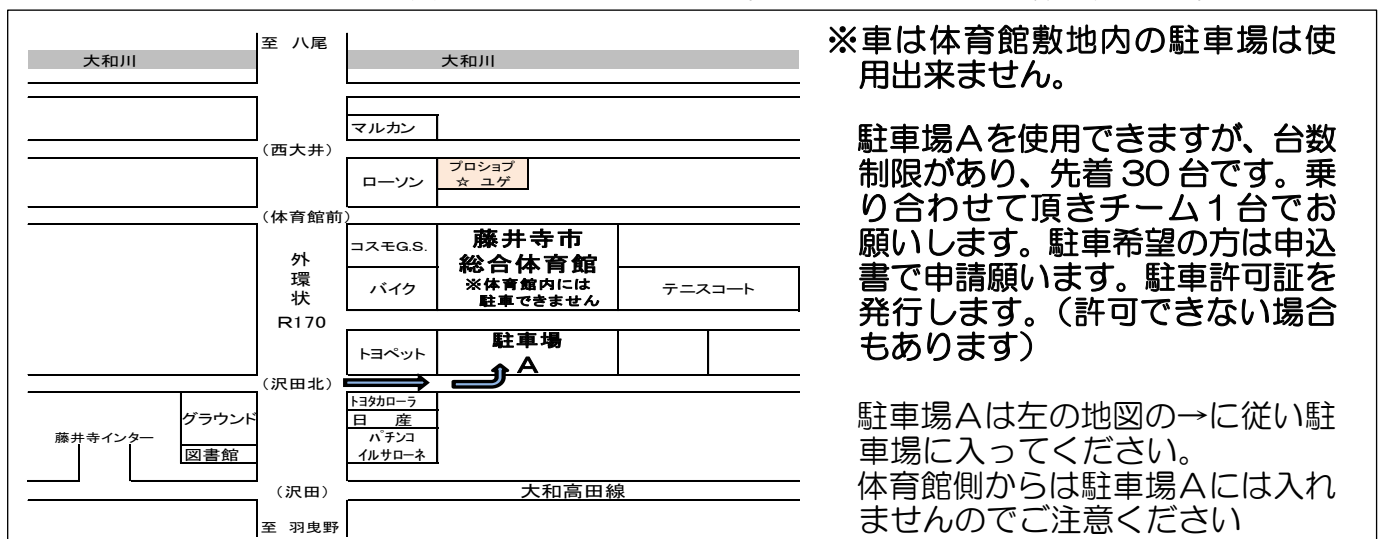 至 八尾
大和川
大和川
マルカン
(西大井)
ローソン
プロショプ
☆ ユゲ
(体育館前)
コスモG.S.
藤井寺市
総合体育館
※体育館内には
駐車できません
外
環
状
R170
バイク
テニスコート
トヨペット
駐車場
A
(沢田北)
トヨタカローラ
グラウンド
日 産
藤井寺インター
パチンコ
図書館
イルサローネ
(沢田)
大和高田線
至 羽曳野
※車は体育館敷地内の駐車場は使
用出来ません。
駐車場Aを使用できますが、台数
制限があり、先着30台です。乗
り合わせて頂きチーム1台でお
願いします。駐車希望の方は申込
書で申請願います。駐車許可証を
発行します。(許可できない場合
もあります)
駐車場Aは左の地図の→に従い駐
車場に入ってください。
体育館側からは駐車場Aには入れ
ませんのでご注意ください